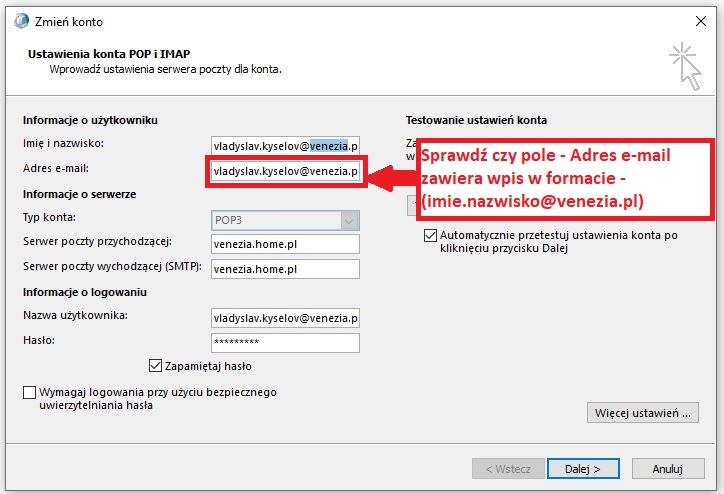 Zmień konto
Ustawienia konta POP i IMAP
Wprowadź ustawienia serwera poczty dla konta.
Informacje o użytkowniku
Imię i nazwisko:
vladyslav.kyselov@venezia.p
Adres e-mail:
vladyslav.kyselov@venezia.p
Informacje o serwerze
Typ konta:
POP3
Serwer poczty przychodzącej:
venezia.home.pl
Serwer poczty wychodzącej (SMTP):
venezia.home.pl
Informacje o logowaniu
Nazwa użytkownika:
vladyslav.kyselov@venezia.p
Hasło:
*********
Zapamiętaj hasło
Wymagaj logowania przy użyciu bezpiecznego
uwierzytelniania hasła
Testowanie ustawień konta
Sprawdź czy pole - Adres e-mail
zawiera wpis w formacie -
(imie.nazwisko@venezia.pl)
Automatycznie przetestuj ustawienia konta po
kliknięciu przycisku Dalej
Więcej ustawień ...
< Wstecz
Dalej >
Anuluj